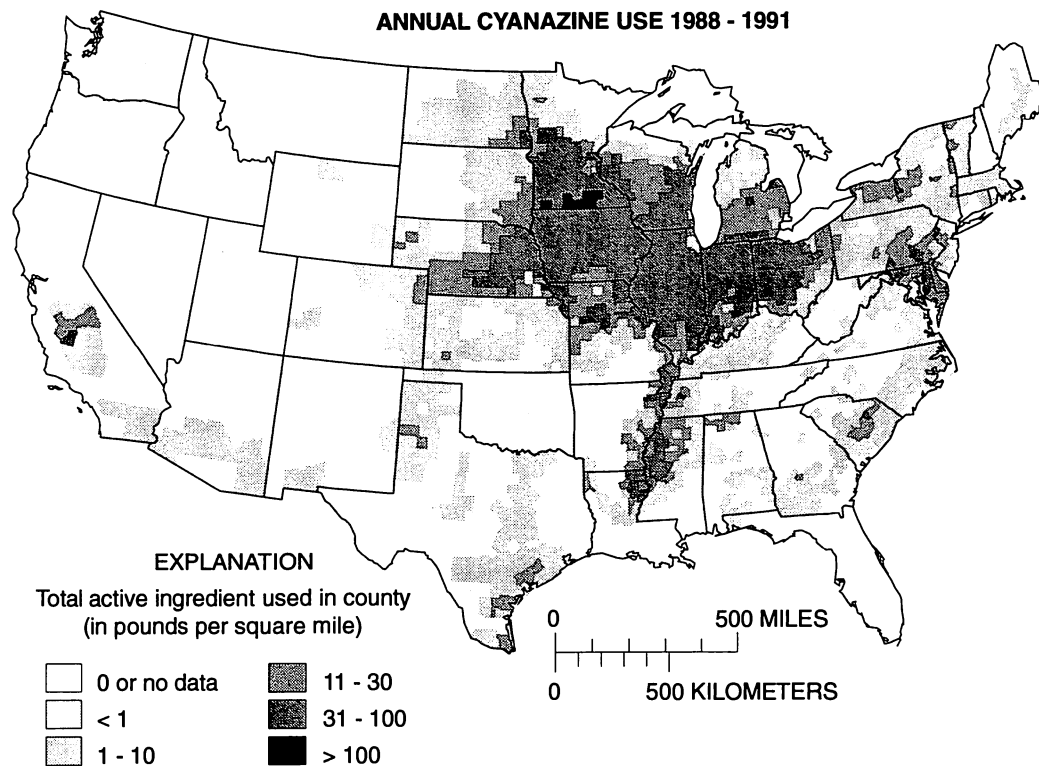 ANNUAL CYANAZINE USE 1988 - 1991
EXPLANATION
Total active ingredient used in county
(in pounds per square mile)
0 or no data
< 1
1 - 10
11 - 30
31 - 100
> 100
0 500 MILES
0 500 KILOMETERS